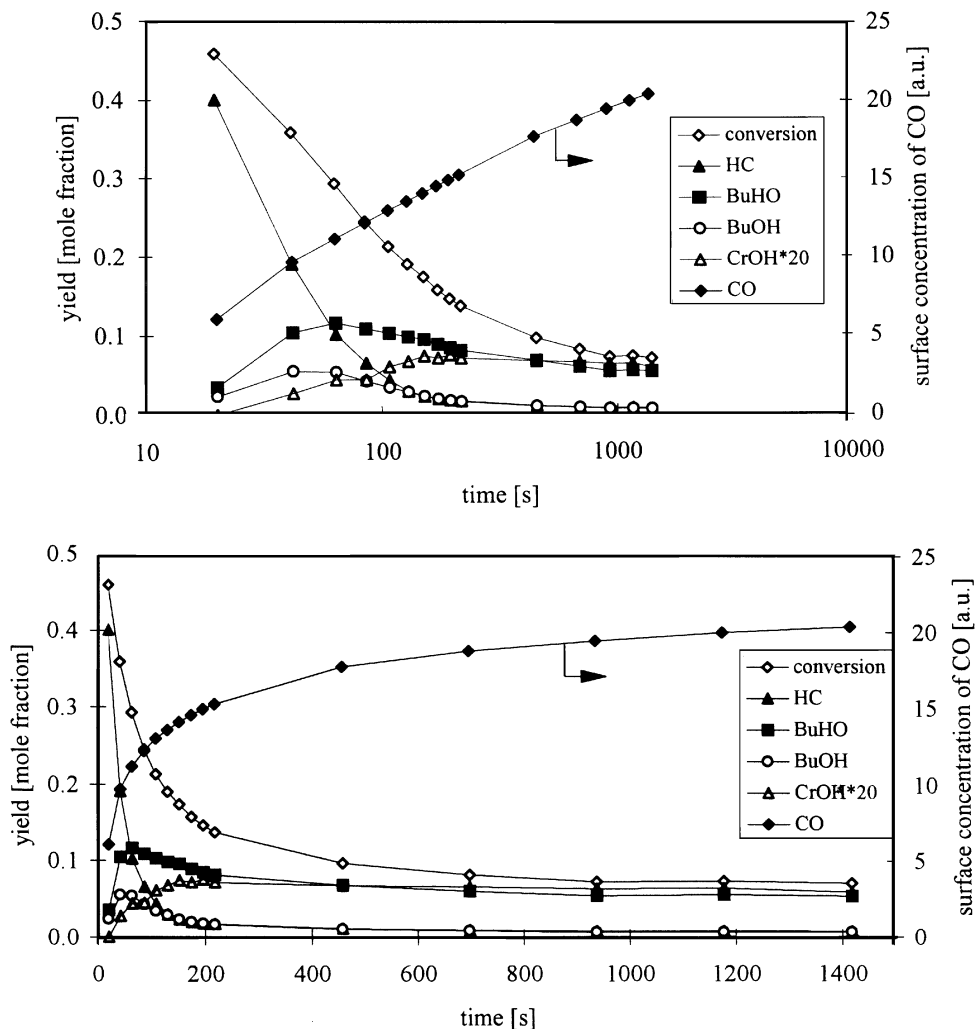 0.5
0.4
0.3
0.2
0.1
0.0
yield [mole fraction]
25
20
15
10
5
0
surface concentration of CO [a.u.]
conversion
HC
BuHO
BuOH
CrOH*20
CO
10
100
1000
10000
time [s]
0.5
0.4
0.3
0.2
0.1
0.0
yield [mole fraction]
25
20
15
10
5
0
surface concentration of CO [a.u.]
conversion
HC
BuHO
BuOH
CrOH*20
CO
0
200
400
600
800
1000
1200
1400
time [s]